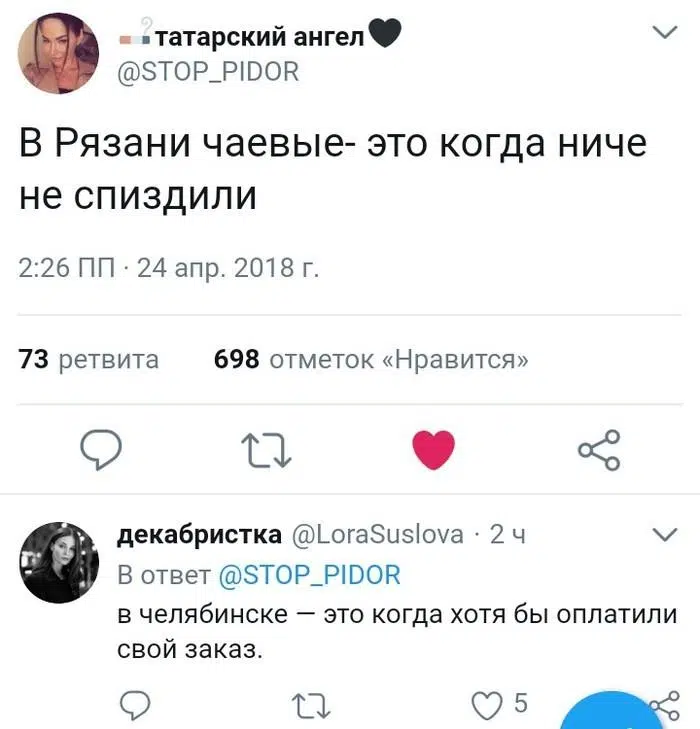 татарский ангел
@STOP_PIDOR
В Рязани чаевые- это когда ниче
не спиздили
2:26 ПП · 24 апр. 2018 г.
73 ретвита 698 отметок «Нравится»
декабристка @LoraSuslova · 2 ч
В ответ @STOP_PIDOR
в челябинске — это когда хотя бы оплатили
свой заказ.
5